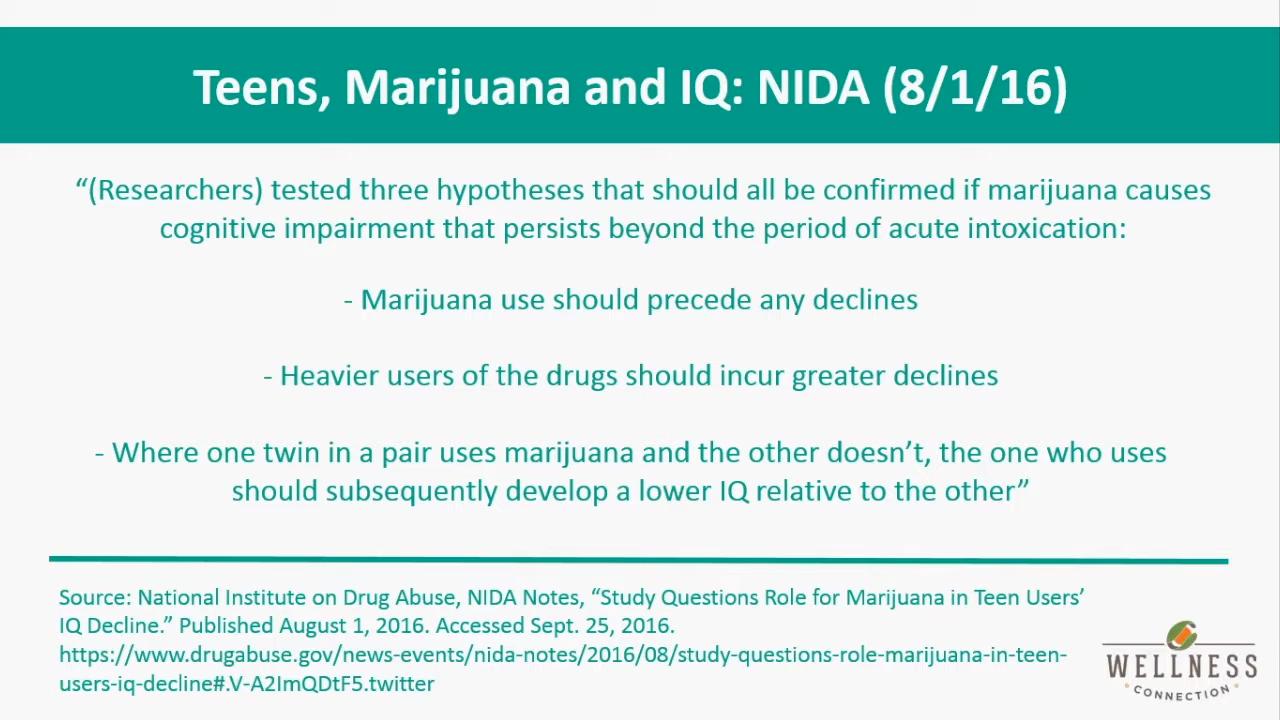 Teens, Marijuana and IQ: NIDA (8/1/16)
“(Researchers) tested three hypotheses that should all be confirmed if marijuana causes
cognitive impairment that persists beyond the period of acute intoxication:
- Marijuana use should precede any declines
- Heavier users of the drugs should incur greater declines
- Where one twin in a pair uses marijuana and the other doesn’t, the one who uses
should subsequently develop a lower IQ relative to the other”
Source: National Institute on Drug Abuse, NIDA Notes, “Study Questions Role for Marijuana in Teen Users’
IQ Decline.” Published August 1, 2016. Accessed Sept. 25, 2016.
https://www.drugabuse.gov/news-events/nida-notes/2016/08/study-questions-role-marijuana-in-teen-
users-iq-decline#.V-A2ImQDtF5.twitter
WELLNESS
CONNECTION